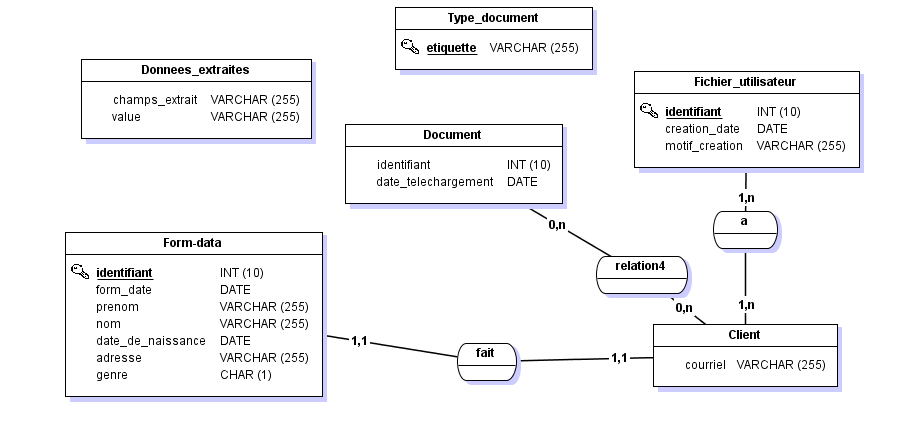 Type_document
etiquette VARCHAR (255)
Donnees_extraites
champs_extrait VARCHAR (255)
value VARCHAR (255)
Fichier_utilisateur
identifiant INT (10)
creation_date DATE
motif_creation VARCHAR (255)
Document
identifiant INT (10)
date_telechargement DATE
1,n
a
0,n
Form-data
identifiant INT (10)
form_date DATE
prenom VARCHAR (255)
nom VARCHAR (255)
date_de_naissance DATE
adresse VARCHAR (255)
genre CHAR (1)
relation4
0,n
1,n
Client
courriel VARCHAR (255)
1,1
fait
1,1